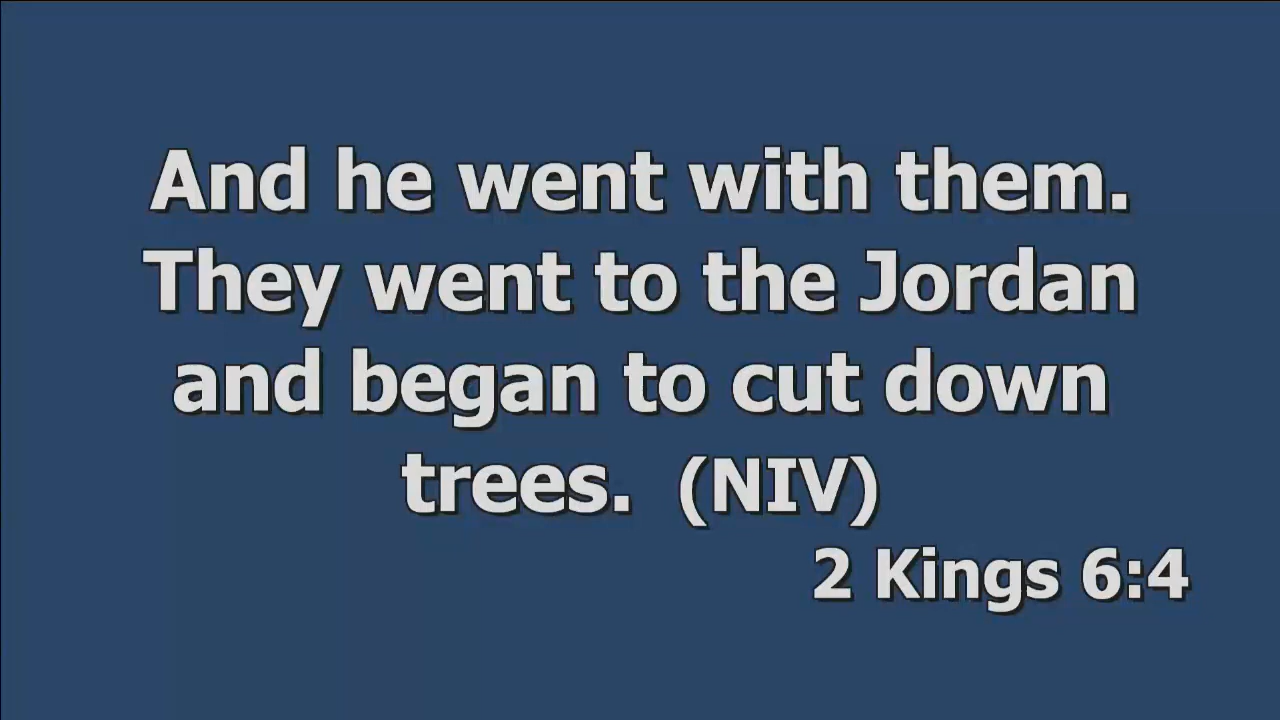 And he went with them.
They went to the Jordan
and began to cut down
trees. (NIV)
2 Kings 6:4